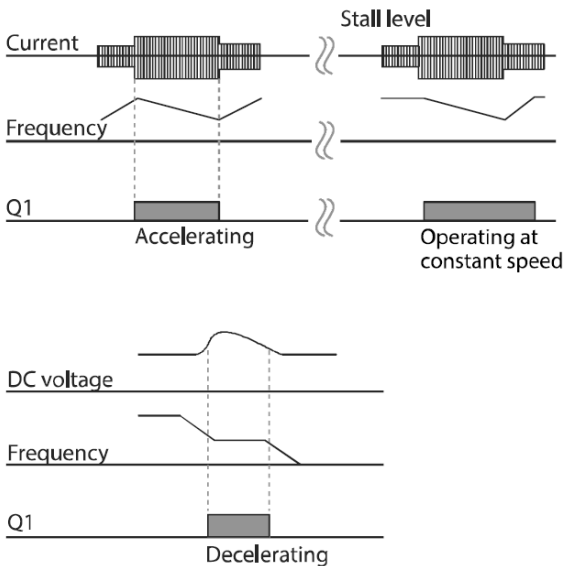 Stall level
Current
Frequency
Q1
Accelerating
Operating at
constant speed
DC voltage
Frequency
Q1
Decelerating